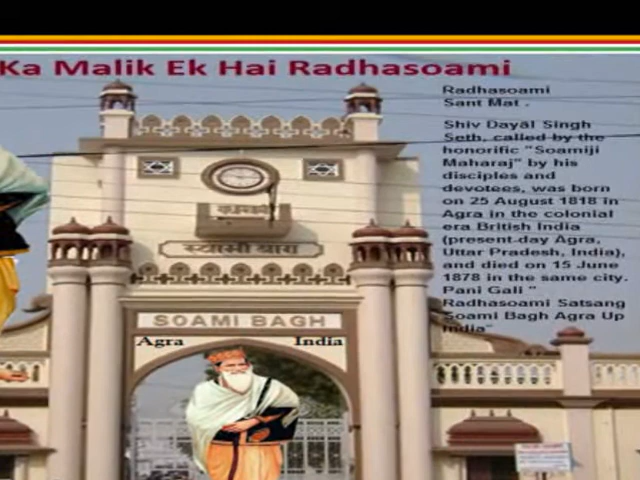 Ka Malik Ek Hai Radhasoami
Radhasoami
Sant Mat .
Shiv Dayāl Singh
Seth, called by the
honorific "Soamiji
Maharaj" by his
disciples and
devotees, was born
on 25 August 1818 in
Agra in the colonial
era British India
(present-day Agra,
Uttar Pradesh, India),
and died on 15 June
1878 in the same city.
Pani Gali "
Radhasoami Satsang
Soami Bagh Agra Up
India"
राधास्वामी
स्वामी बाग
SOAMI BAGH
Agra India